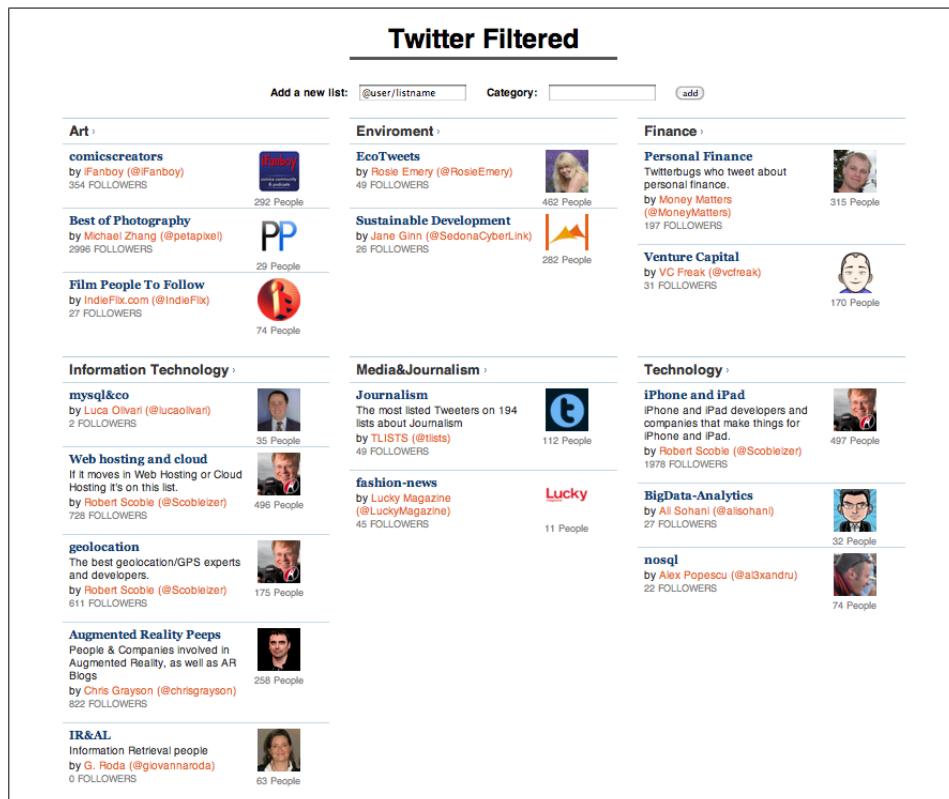 Twitter Filtered
Add a new list: @user/listname Category: add
Art ›
comicscreators
by iFanboy (@iFanboy)
354 FOLLOWERS
iFanboy
292 People
Best of Photography
by Michael Zhang (@petapixel)
2996 FOLLOWERS
PP
29 People
Film People To Follow
by IndieFlix.com (@IndieFlix)
27 FOLLOWERS
74 People
Enviroment ›
EcoTweets
by Rosie Emery (@RosieEmery)
49 FOLLOWERS
462 People
Sustainable Development
by Jane Ginn (@SedonaCyberLink)
26 FOLLOWERS
282 People
Finance ›
Personal Finance
Twitterbugs who tweet about
personal finance.
by Money Matters
(@MoneyMatters)
197 FOLLOWERS
315 People
Venture Capital
by VC Freak (@vcfreak)
31 FOLLOWERS
170 People
Information Technology ›
mysql&co
by Luca Olivari (@lucaolivari)
2 FOLLOWERS
35 People
Web hosting and cloud
If it moves in Web Hosting or Cloud
Hosting it's on this list.
by Robert Scoble (@Scobleizer)
728 FOLLOWERS
496 People
geolocation
The best geolocation/GPS experts
and developers.
by Robert Scoble (@Scobleizer)
611 FOLLOWERS
175 People
Augmented Reality Peeps
People & Companies involved in
Augmented Reality, as well as AR
Blogs
by Chris Grayson (@chrisgrayson)
822 FOLLOWERS
258 People
IR&AL
Information Retrieval people
by G. Roda (@giovannaroda)
0 FOLLOWERS
63 People
Media&Journalism ›
Journalism
The most listed Tweeters on 194
lists about Journalism
by TLISTS (@tlists)
49 FOLLOWERS
t
112 People
fashion-news
by Lucky Magazine
(@LuckyMagazine)
45 FOLLOWERS
Lucky
11 People
Technology ›
iPhone and iPad
iPhone and iPad developers and
companies that make things for
iPhone and iPad.
by Robert Scoble (@Scobleizer)
1978 FOLLOWERS
497 People
BigData-Analytics
by Ali Sohani (@alisohani)
27 FOLLOWERS
32 People
nosql
by Alex Popescu (@al3xandru)
22 FOLLOWERS
74 People